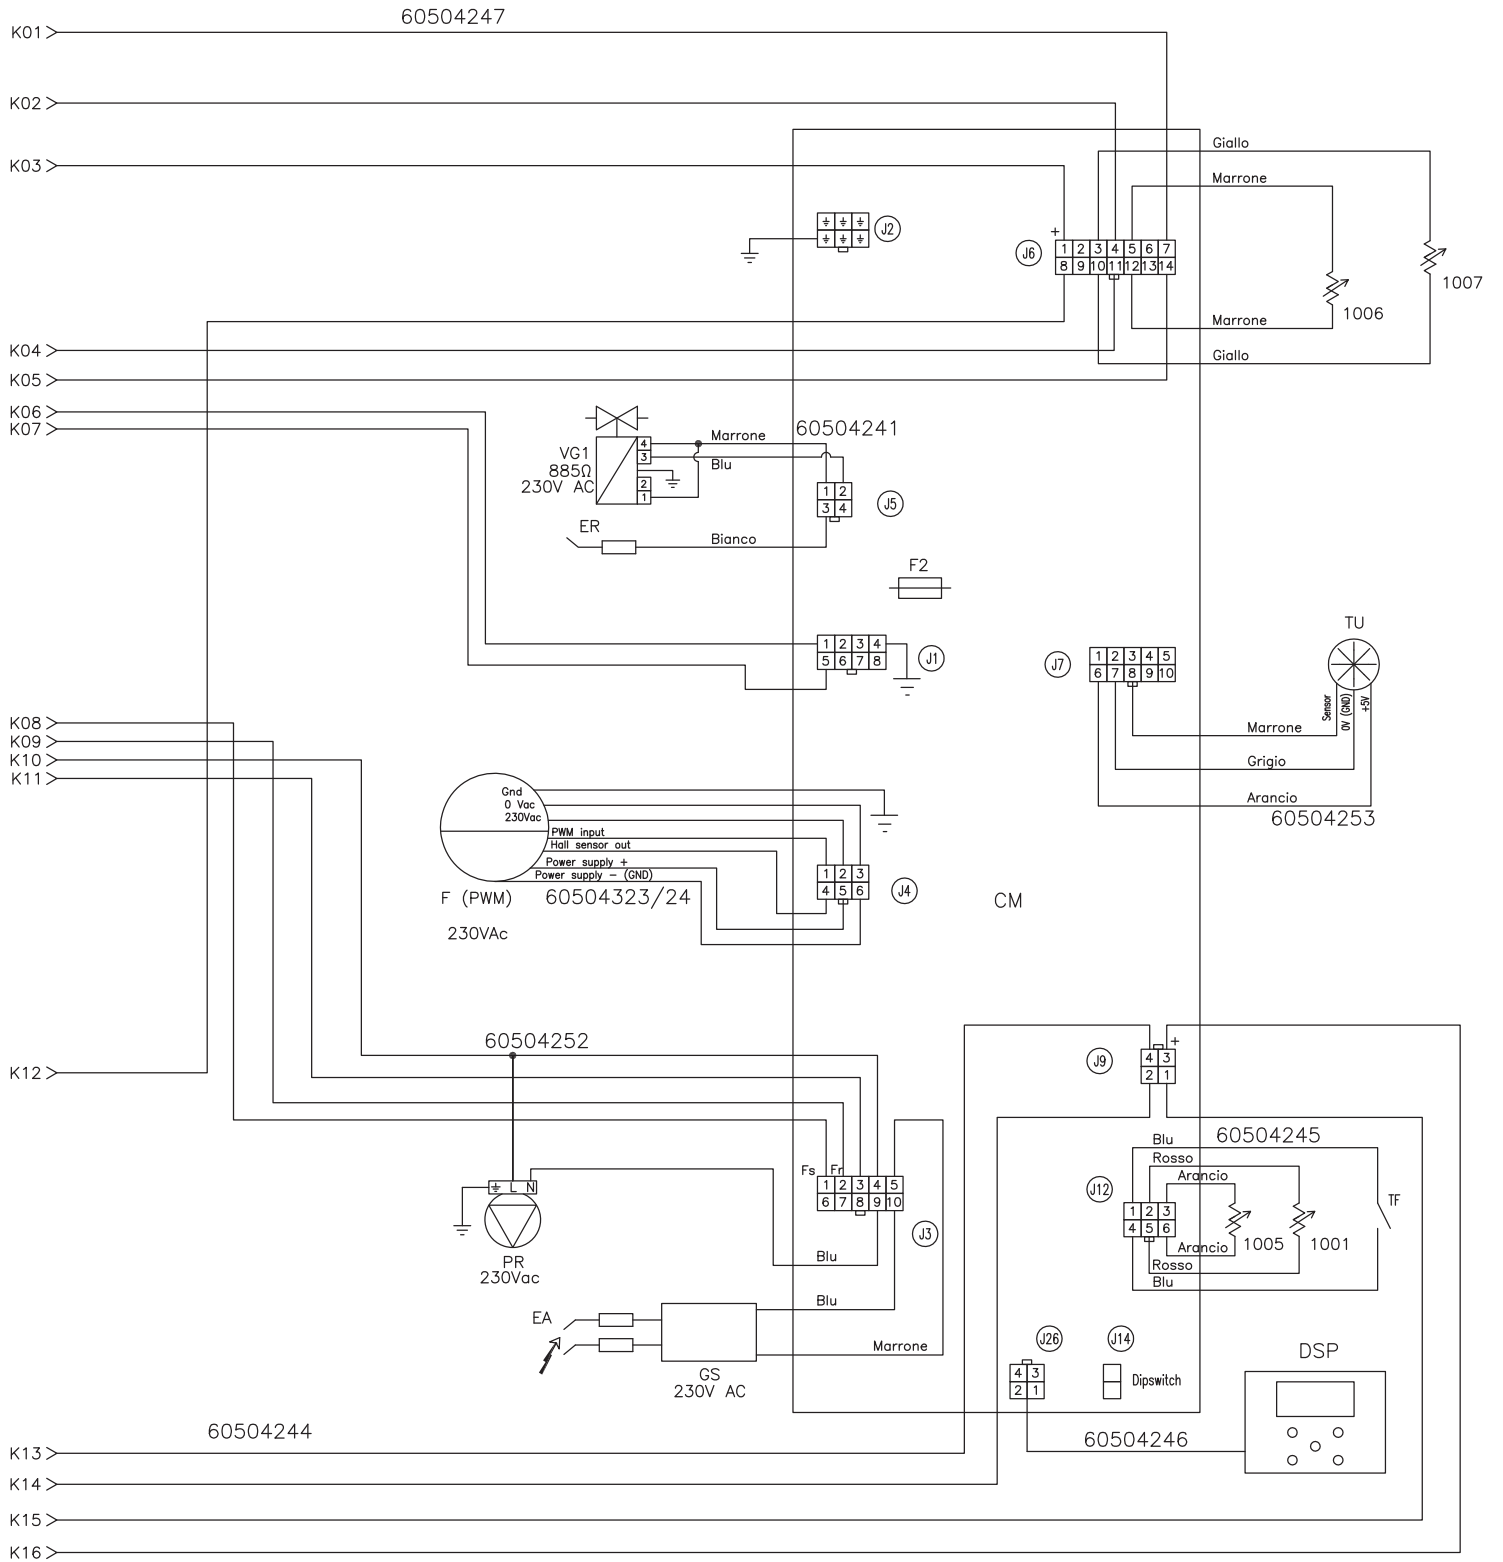 60504247
K01
K02
K03
Giallo
Marrone
J2
+
J6
1 2 3 4 5 6 7
8 9 10 11 12 13 14
1007
1006
Marrone
Giallo
K04
K05
K06
K07
60504241
Marrone
Blu
VG1
885Ω
230V AC
4
3
2
1
1 2
3 4
J5
ER
Bianco
F2
1 2 3 4
5 6 7 8
J1
J7
1 2 3 4 5
6 7 8 9 10
TU
Sensor
0V (GND)
+5V
Marrone
Grigio
Arancio
60504253
K08
K09
K10
K11
Gnd
0 Vac
230Vac
PWM input
Hall sensor out
Power supply +
Power supply - (GND)
F (PWM)
60504323/24
230VAc
1 2 3
4 5 6
J4
CM
60504252
K12
J9
+
4 3
2 1
60504245
Blu
Rosso
Arancio
J12
1 2 3
4 5 6
TF
1005
1001
Arancio
Rosso
Blu
Fs Fr
1 2 3 4 5
6 7 8 9 10
J3
L N
PR
230Vac
Blu
Blu
EA
Marrone
GS
230V AC
J26
4 3
2 1
J14
Dipswitch
DSP
60504244
60504246
K13
K14
K15
K16